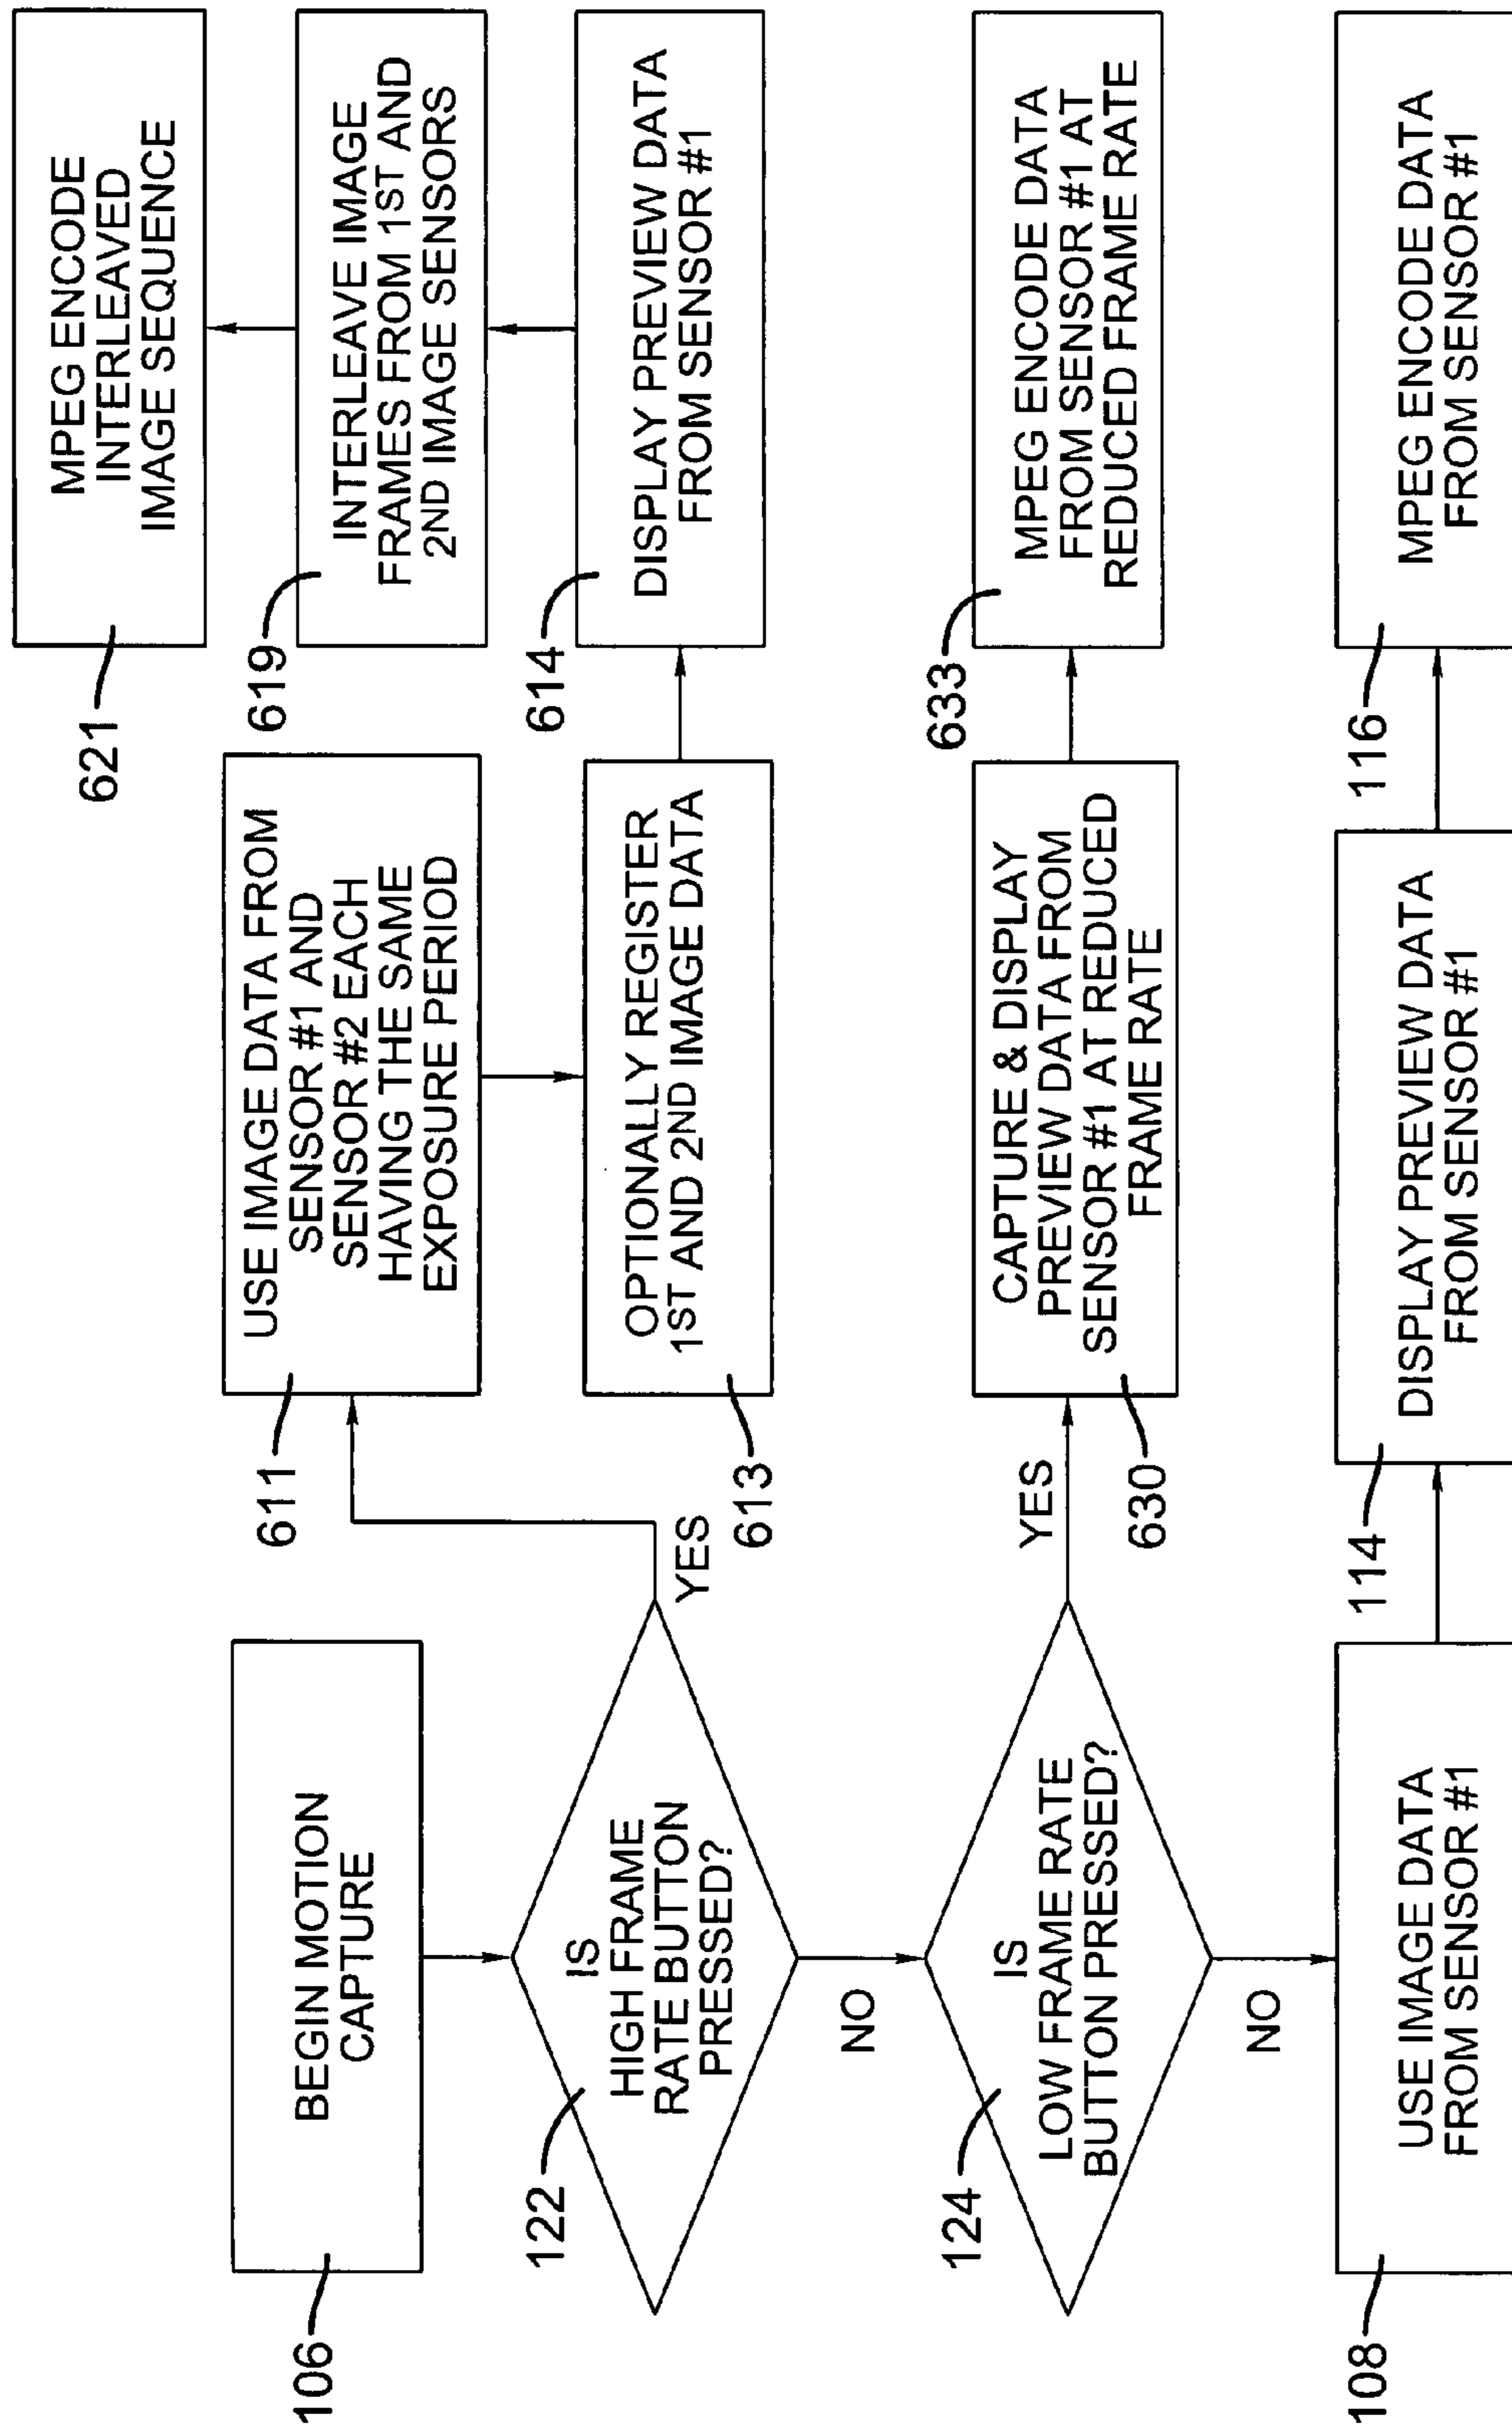 106
BEGIN MOTION
CAPTURE
122
IS
HIGH FRAME
RATE BUTTON
PRESSED?
YES
NO
611
USE IMAGE DATA FROM
SENSOR #1 AND
SENSOR #2 EACH
HAVING THE SAME
EXPOSURE PERIOD
613
OPTIONALLY REGISTER
1ST AND 2ND IMAGE DATA
614
DISPLAY PREVIEW DATA
FROM SENSOR #1
619
INTERLEAVE IMAGE
FRAMES FROM 1ST AND
2ND IMAGE SENSORS
621
MPEG ENCODE
INTERLEAVED
IMAGE SEQUENCE
124
IS
LOW FRAME RATE
BUTTON PRESSED?
YES
NO
630
CAPTURE & DISPLAY
PREVIEW DATA FROM
SENSOR #1 AT REDUCED
FRAME RATE
633
MPEG ENCODE DATA
FROM SENSOR #1 AT
REDUCED FRAME RATE
108
USE IMAGE DATA
FROM SENSOR #1
114
DISPLAY PREVIEW DATA
FROM SENSOR #1
116
MPEG ENCODE DATA
FROM SENSOR #1